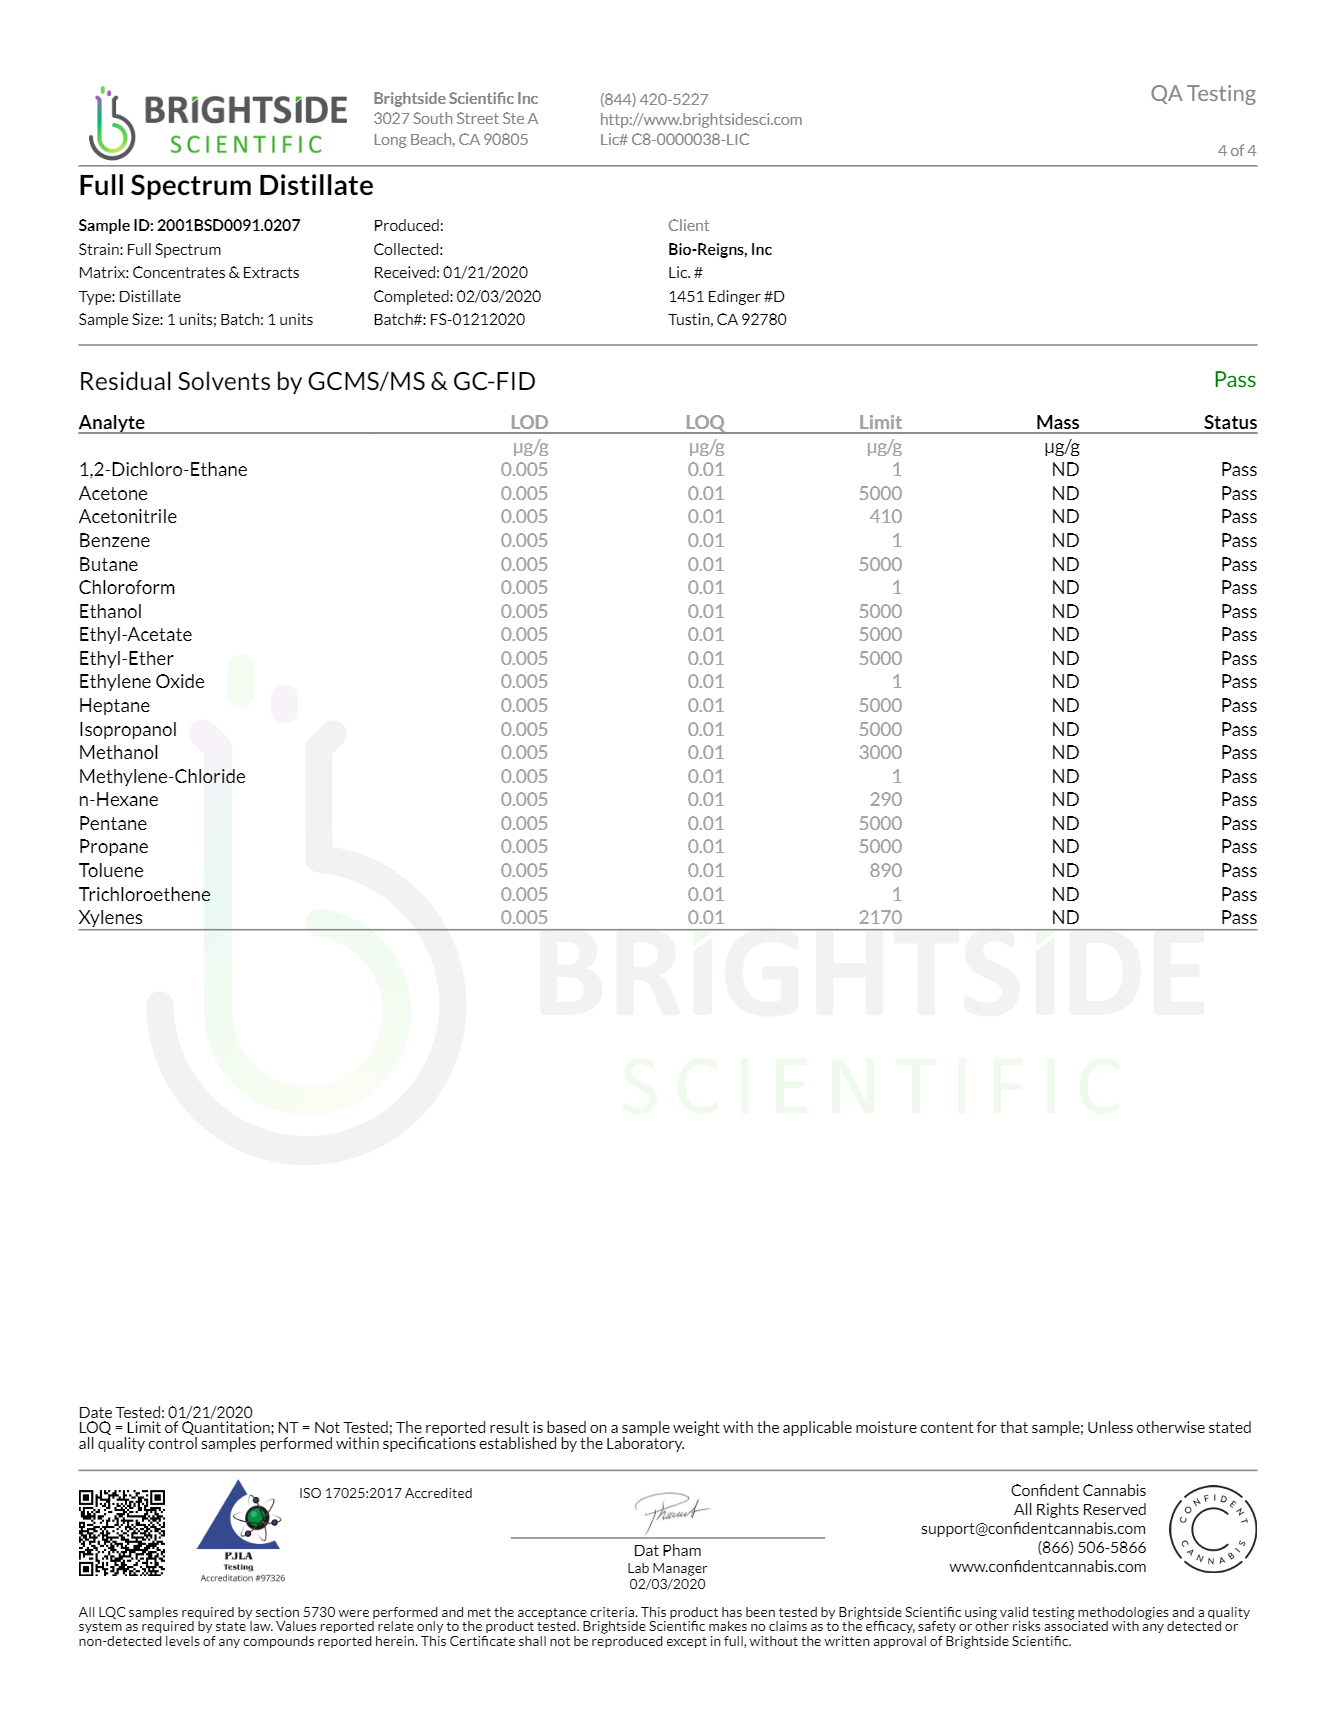 BRIGHTSIDE
SCIENTIFIC
Brightside Scientific Inc
3027 South Street Ste A
Long Beach, CA 90805
(844) 420-5227
http://www.brightsidesci.com
Lic# C8-0000038-LIC
QA Testing
4 of 4
Full Spectrum Distillate
Sample ID: 2001BSD0091.0207
Strain: Full Spectrum
Matrix: Concentrates & Extracts
Type: Distillate
Sample Size: 1 units; Batch: 1 units
Produced:
Collected:
Received: 01/21/2020
Completed: 02/03/2020
Batch#: FS-01212020
Client
Bio-Reigns, Inc
Lic. #
1451 Edinger #D
Tustin, CA 92780
Residual Solvents by GCMS/MS & GC-FID Pass
Analyte LOD LOQ Limit Mass Status
µg/g µg/g µg/g µg/g
1,2-Dichloro-Ethane 0.005 0.01 1 ND Pass
Acetone 0.005 0.01 5000 ND Pass
Acetonitrile 0.005 0.01 410 ND Pass
Benzene 0.005 0.01 1 ND Pass
Butane 0.005 0.01 5000 ND Pass
Chloroform 0.005 0.01 1 ND Pass
Ethanol 0.005 0.01 5000 ND Pass
Ethyl-Acetate 0.005 0.01 5000 ND Pass
Ethyl-Ether 0.005 0.01 5000 ND Pass
Ethylene Oxide 0.005 0.01 1 ND Pass
Heptane 0.005 0.01 5000 ND Pass
Isopropanol 0.005 0.01 5000 ND Pass
Methanol 0.005 0.01 3000 ND Pass
Methylene-Chloride 0.005 0.01 1 ND Pass
n-Hexane 0.005 0.01 290 ND Pass
Pentane 0.005 0.01 5000 ND Pass
Propane 0.005 0.01 5000 ND Pass
Toluene 0.005 0.01 890 ND Pass
Trichloroethene 0.005 0.01 1 ND Pass
Xylenes 0.005 0.01 2170 ND Pass
BRIGHTSIDE
SCIENTIFIC
Date Tested: 01/21/2020
LOQ = Limit of Quantitation; NT = Not Tested; The reported result is based on a sample weight with the applicable moisture content for that sample; Unless otherwise stated
all quality control samples performed within specifications established by the Laboratory.
PJLA
Testing
Accreditation #97326
ISO 17025:2017 Accredited
Dat Pham
Lab Manager
02/03/2020
Confident Cannabis
All Rights Reserved
support@confidentcannabis.com
(866) 506-5866
www.confidentcannabis.com
CONFIDENT
CANNABIS
All LQC samples required by section 5730 were performed and met the acceptance criteria. This product has been tested by Brightside Scientific using valid testing methodologies and a quality
system as required by state law. Values reported relate only to the product tested. Brightside Scientific makes no claims as to the efficacy, safety or other risks associated with any detected or
non-detected levels of any compounds reported herein. This Certificate shall not be reproduced except in full, without the written approval of Brightside Scientific.